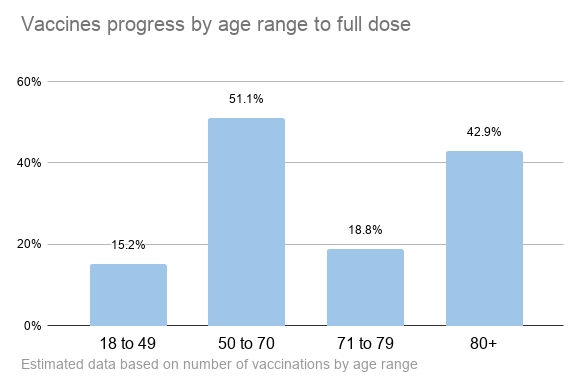 Vaccines progress by age range to full dose
60%
51.1%
42.9%
40%
18.8%
20%
15.2%
0%
18 to 49 50 to 70 71 to 79 80+
Estimated data based on number of vaccinations by age range